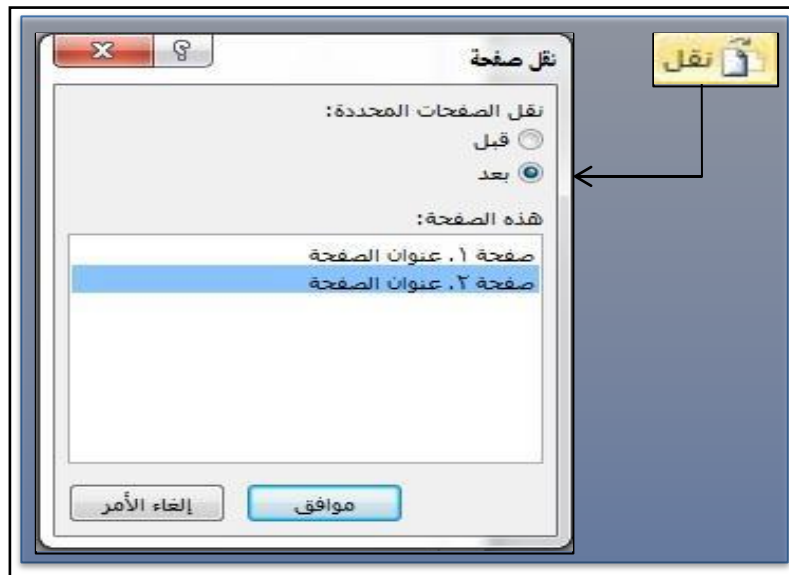 نقل
نقل صفحة
نقل الصفحات المحددة:
قبل
بعد
هذه الصفحة:
صفحة ١. عنوان الصفحة
صفحة ٢. عنوان الصفحة
موافق
إلغاء الأمر